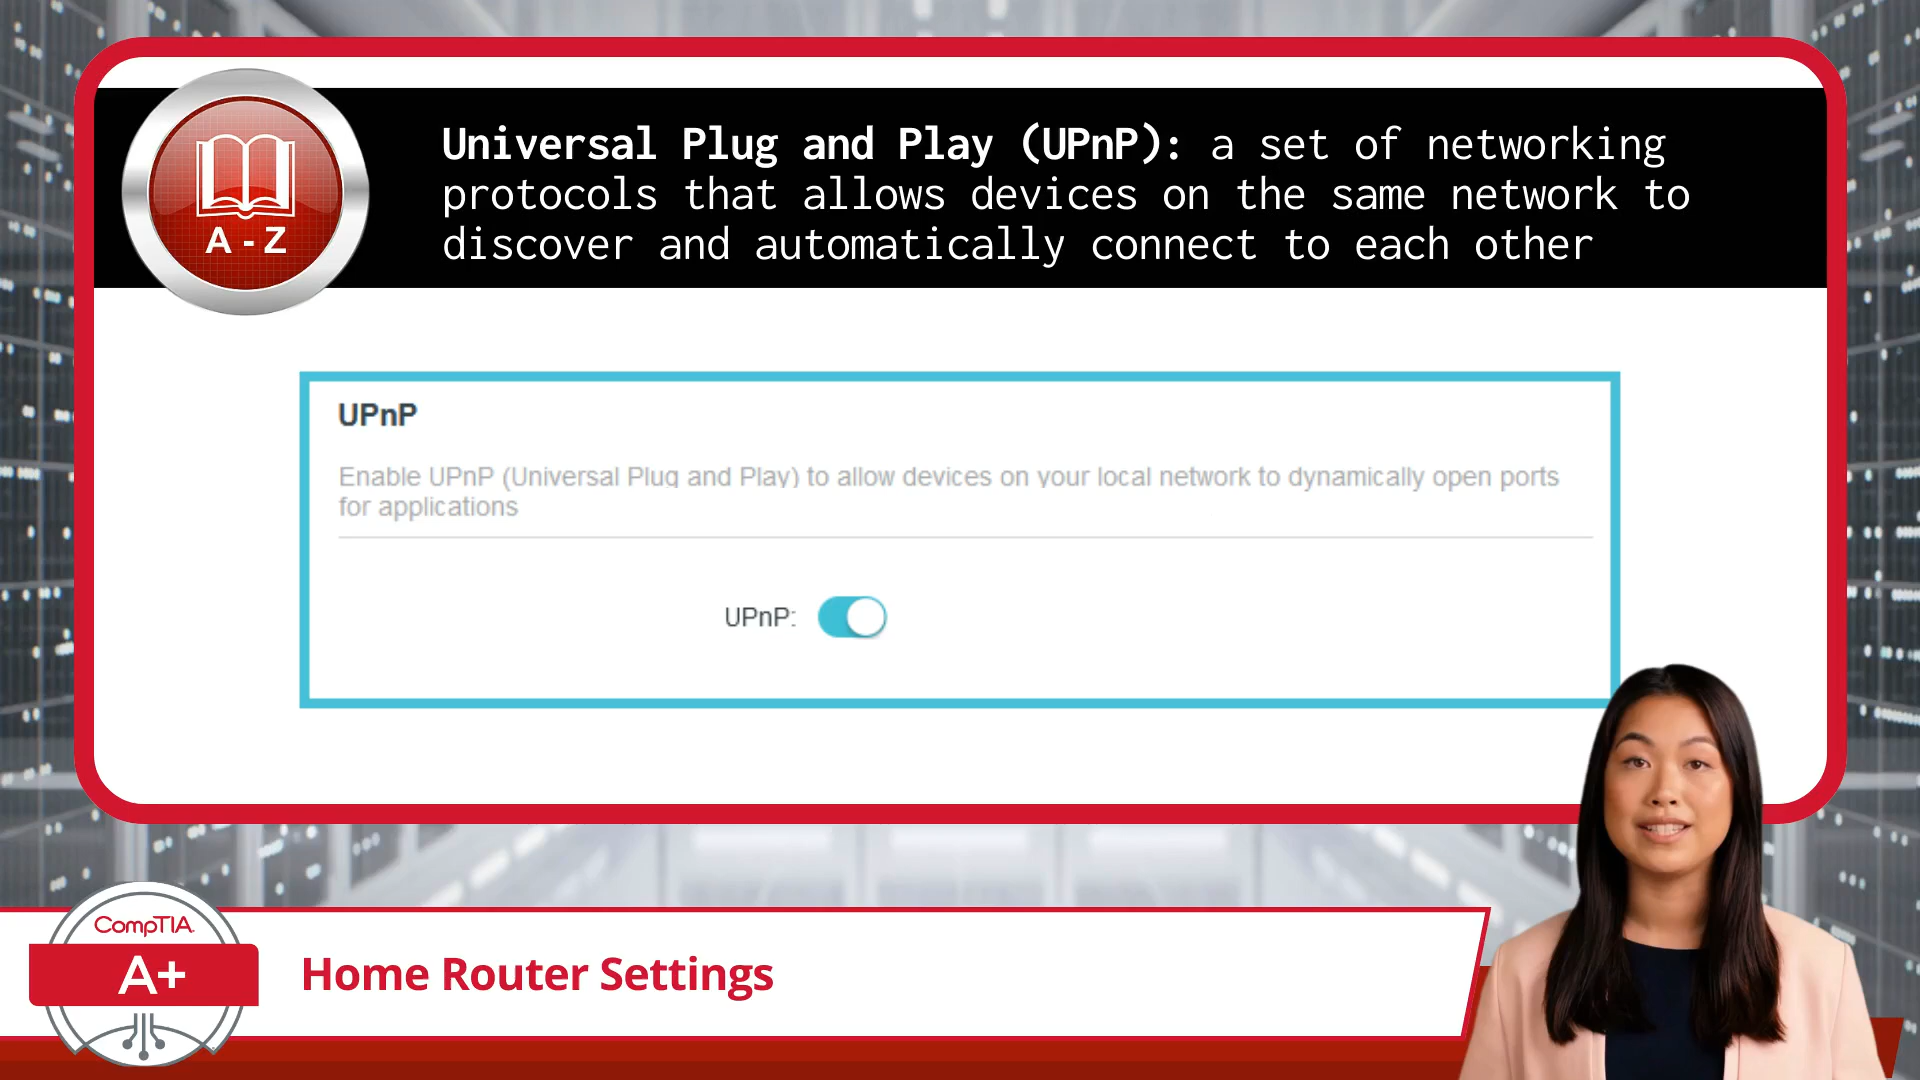 Universal Plug and Play (UPnP): a set of networking
protocols that allows devices on the same network to
discover and automatically connect to each other
A - Z
UPnP
Enable UPnP (Universal Plug and Play) to allow devices on your local network to dynamically open ports
for applications
UPnP:
CompTIA.
A+
Home Router Settings